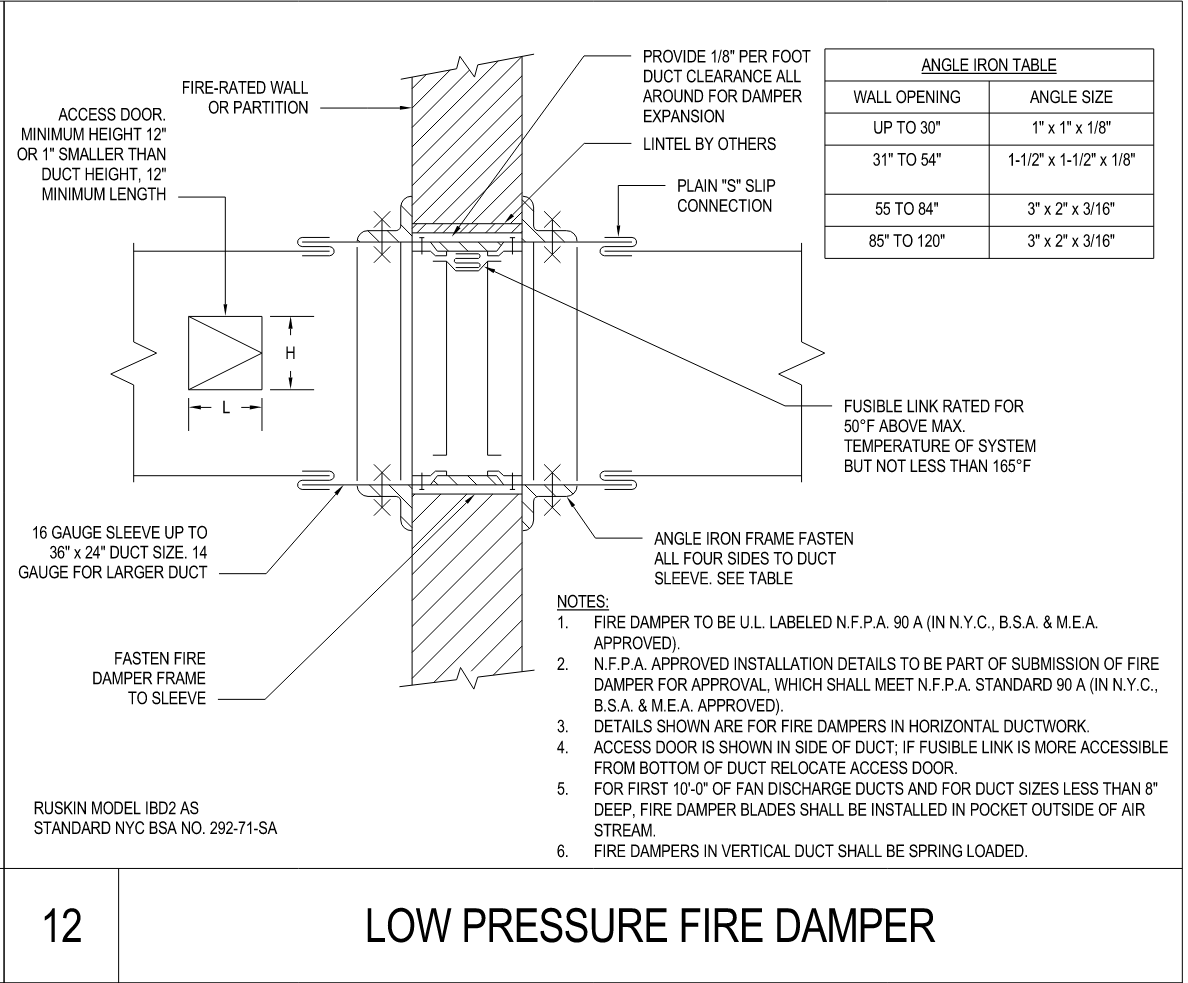 PROVIDE 1/8" PER FOOT
DUCT CLEARANCE ALL
AROUND FOR DAMPER
EXPANSION
LINTEL BY OTHERS
PLAIN "S" SLIP
CONNECTION
FIRE-RATED WALL
OR PARTITION
ACCESS DOOR.
MINIMUM HEIGHT 12"
OR 1" SMALLER THAN
DUCT HEIGHT, 12"
MINIMUM LENGTH
ANGLE IRON TABLE
WALL OPENING ANGLE SIZE
UP TO 30" 1" x 1" x 1/8"
31" TO 54" 1-1/2" x 1-1/2" x 1/8"
55 TO 84" 3" x 2" x 3/16"
85" TO 120" 3" x 2" x 3/16"
H
L
FUSIBLE LINK RATED FOR
50°F ABOVE MAX.
TEMPERATURE OF SYSTEM
BUT NOT LESS THAN 165°F
16 GAUGE SLEEVE UP TO
36" x 24" DUCT SIZE. 14
GAUGE FOR LARGER DUCT
ANGLE IRON FRAME FASTEN
ALL FOUR SIDES TO DUCT
SLEEVE. SEE TABLE
FASTEN FIRE
DAMPER FRAME
TO SLEEVE
NOTES:
1. FIRE DAMPER TO BE U.L. LABELED N.F.P.A. 90 A (IN N.Y.C., B.S.A. & M.E.A.
APPROVED).
2. N.F.P.A. APPROVED INSTALLATION DETAILS TO BE PART OF SUBMISSION OF FIRE
DAMPER FOR APPROVAL, WHICH SHALL MEET N.F.P.A. STANDARD 90 A (IN N.Y.C.,
B.S.A. & M.E.A. APPROVED).
3. DETAILS SHOWN ARE FOR FIRE DAMPERS IN HORIZONTAL DUCTWORK.
4. ACCESS DOOR IS SHOWN IN SIDE OF DUCT; IF FUSIBLE LINK IS MORE ACCESSIBLE
FROM BOTTOM OF DUCT RELOCATE ACCESS DOOR.
5. FOR FIRST 10'-0" OF FAN DISCHARGE DUCTS AND FOR DUCT SIZES LESS THAN 8"
DEEP, FIRE DAMPER BLADES SHALL BE INSTALLED IN POCKET OUTSIDE OF AIR
STREAM.
6. FIRE DAMPERS IN VERTICAL DUCT SHALL BE SPRING LOADED.
RUSKIN MODEL IBD2 AS
STANDARD NYC BSA NO. 292-71-SA
12 LOW PRESSURE FIRE DAMPER